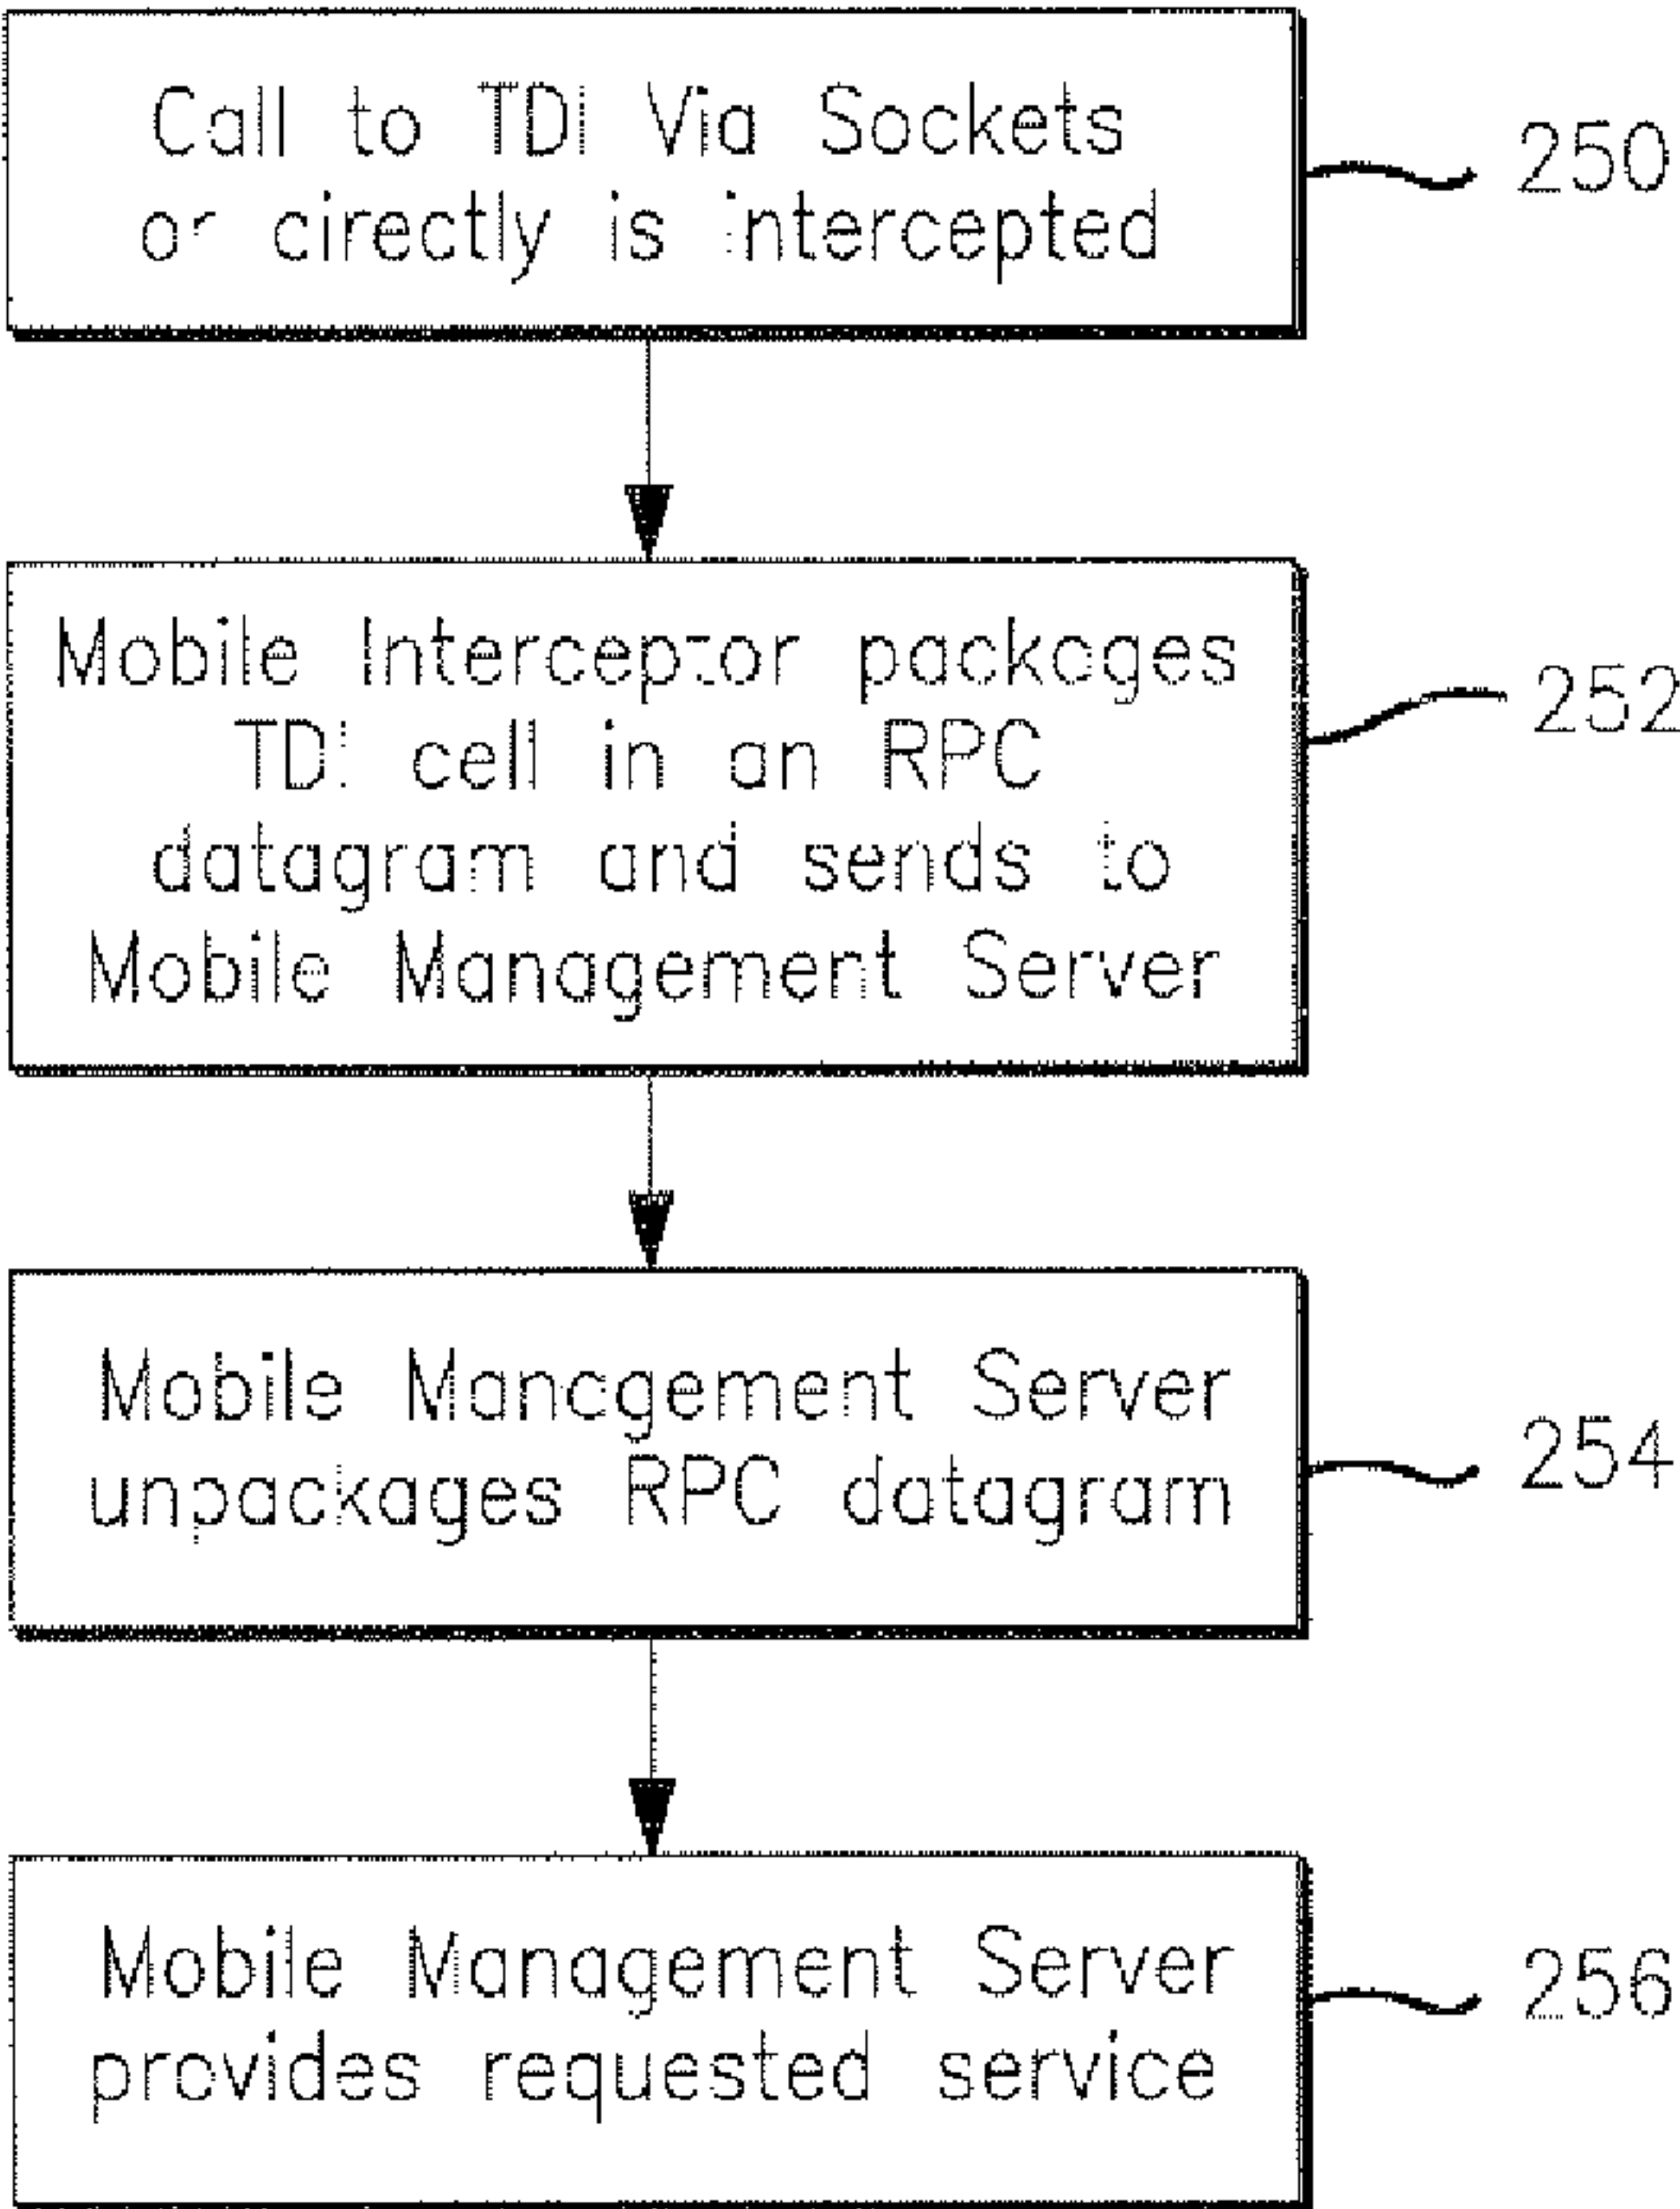 Call to TDI Via Sockets
or directly is intercepted
250
Mobile Interceptor packages
TDI cell in an RPC
datagram and sends to
Mobile Management Server
252
Mobile Management Server
unpackages RPC datagram
254
Mobile Management Server
provides requested service
256